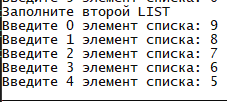 Заполните второй LIST
Введите 0 элемент списка: 9
Введите 1 элемент списка: 8
Введите 2 элемент списка: 7
Введите 3 элемент списка: 6
Введите 4 элемент списка: 5